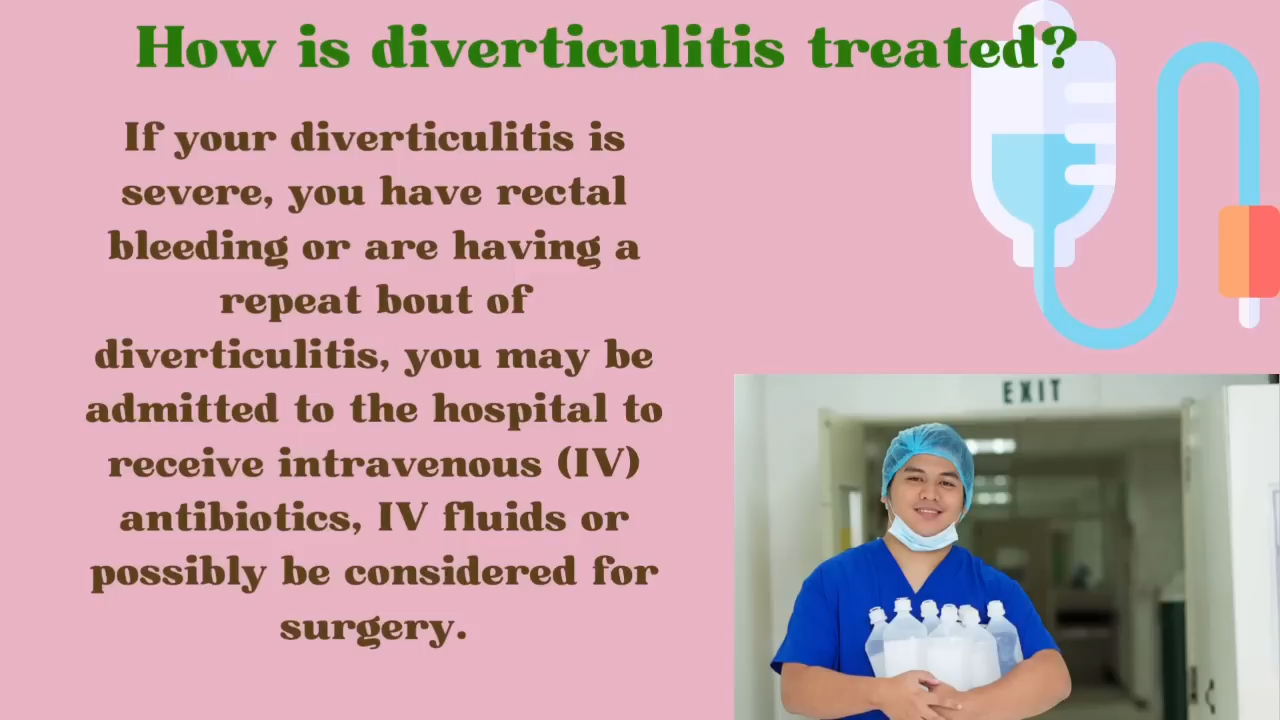 How is diverticulitis treated?
If your diverticulitis is
severe, you have rectal
bleeding or are having a
repeat bout of
diverticulitis, you may be
admitted to the hospital to
receive intravenous (IV)
antibiotics, IV fluids or
possibly be considered for
surgery.
EXIT